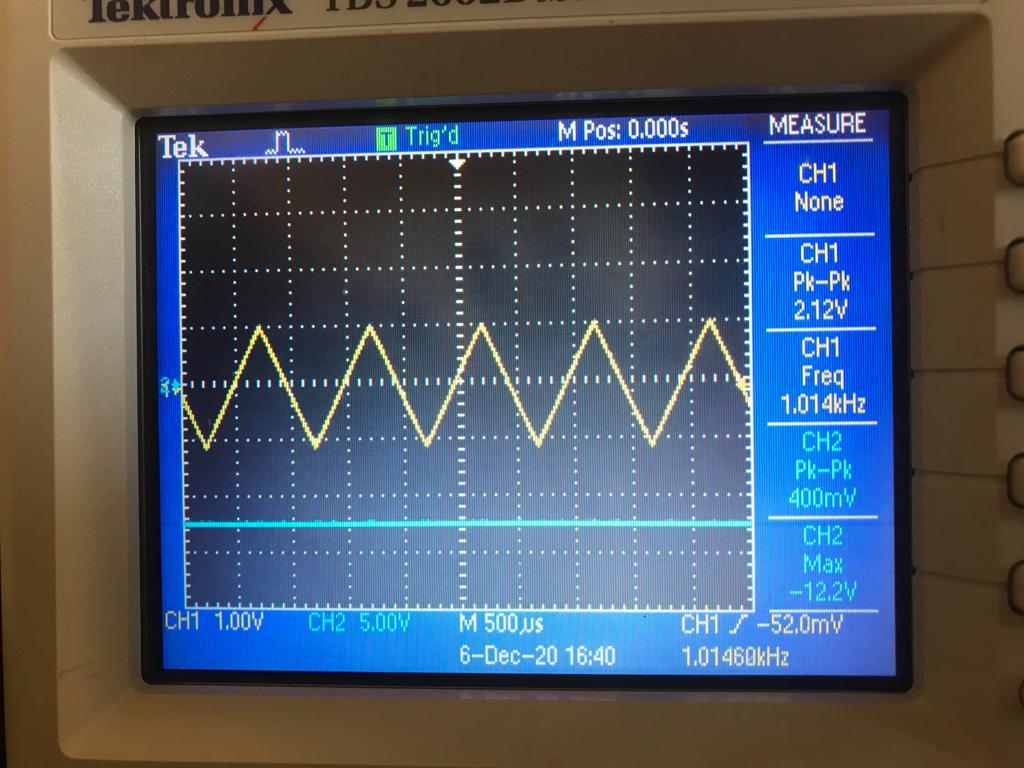 Tektronix TDS 2002B
Tek T Trig'd M Pos: 0.000s MEASURE
CH1
None
CH1
Pk-Pk
2.12V
CH1
Freq
1.014kHz
CH2
Pk-Pk
400mV
CH2
Max
-12.2V
CH1 1.00V CH2 5.00V M 500µs CH1 -52.0mV
6-Dec-20 16:40 1.01460kHz